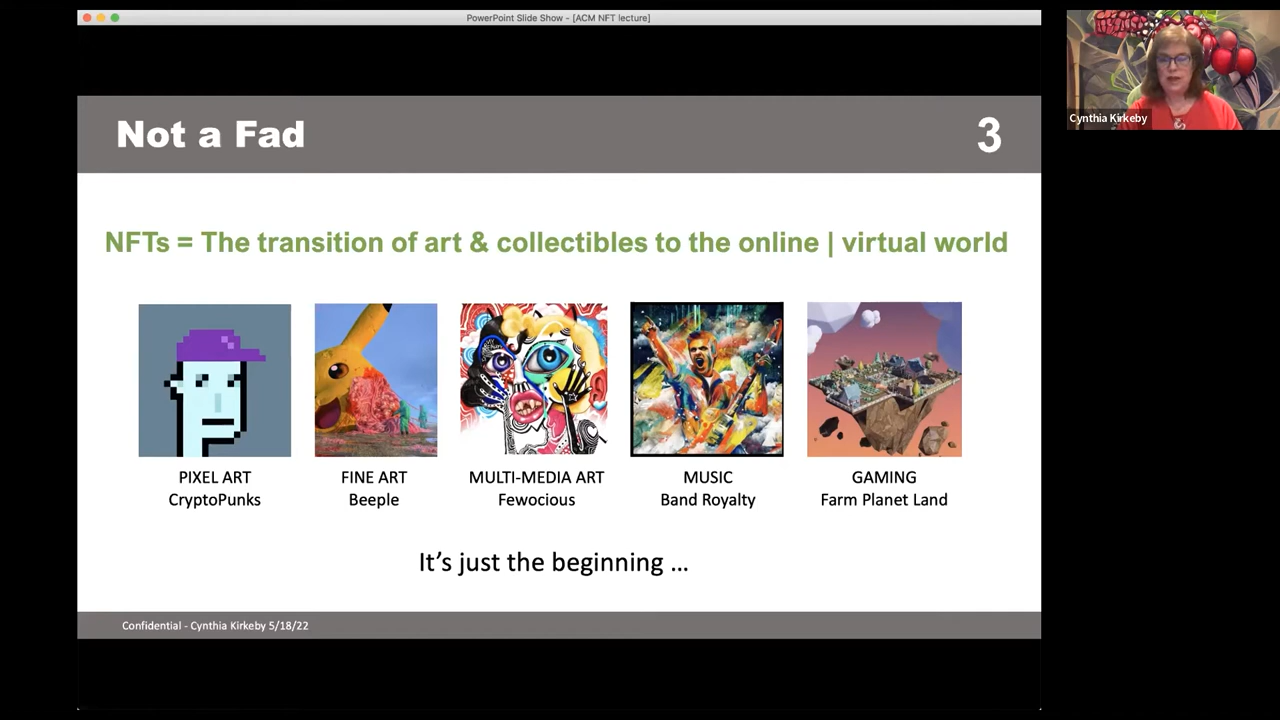 PowerPoint Slide Show - [ACM NFT lecture]
Cynthia Kirkeby
Not a Fad
3
NFTs = The transition of art & collectibles to the online | virtual world
PIXEL ART
CryptoPunks
FINE ART
Beeple
MULTI-MEDIA ART
Fewocious
MUSIC
Band Royalty
GAMING
Farm Planet Land
It's just the beginning ...
Confidential - Cynthia Kirkeby 5/18/22